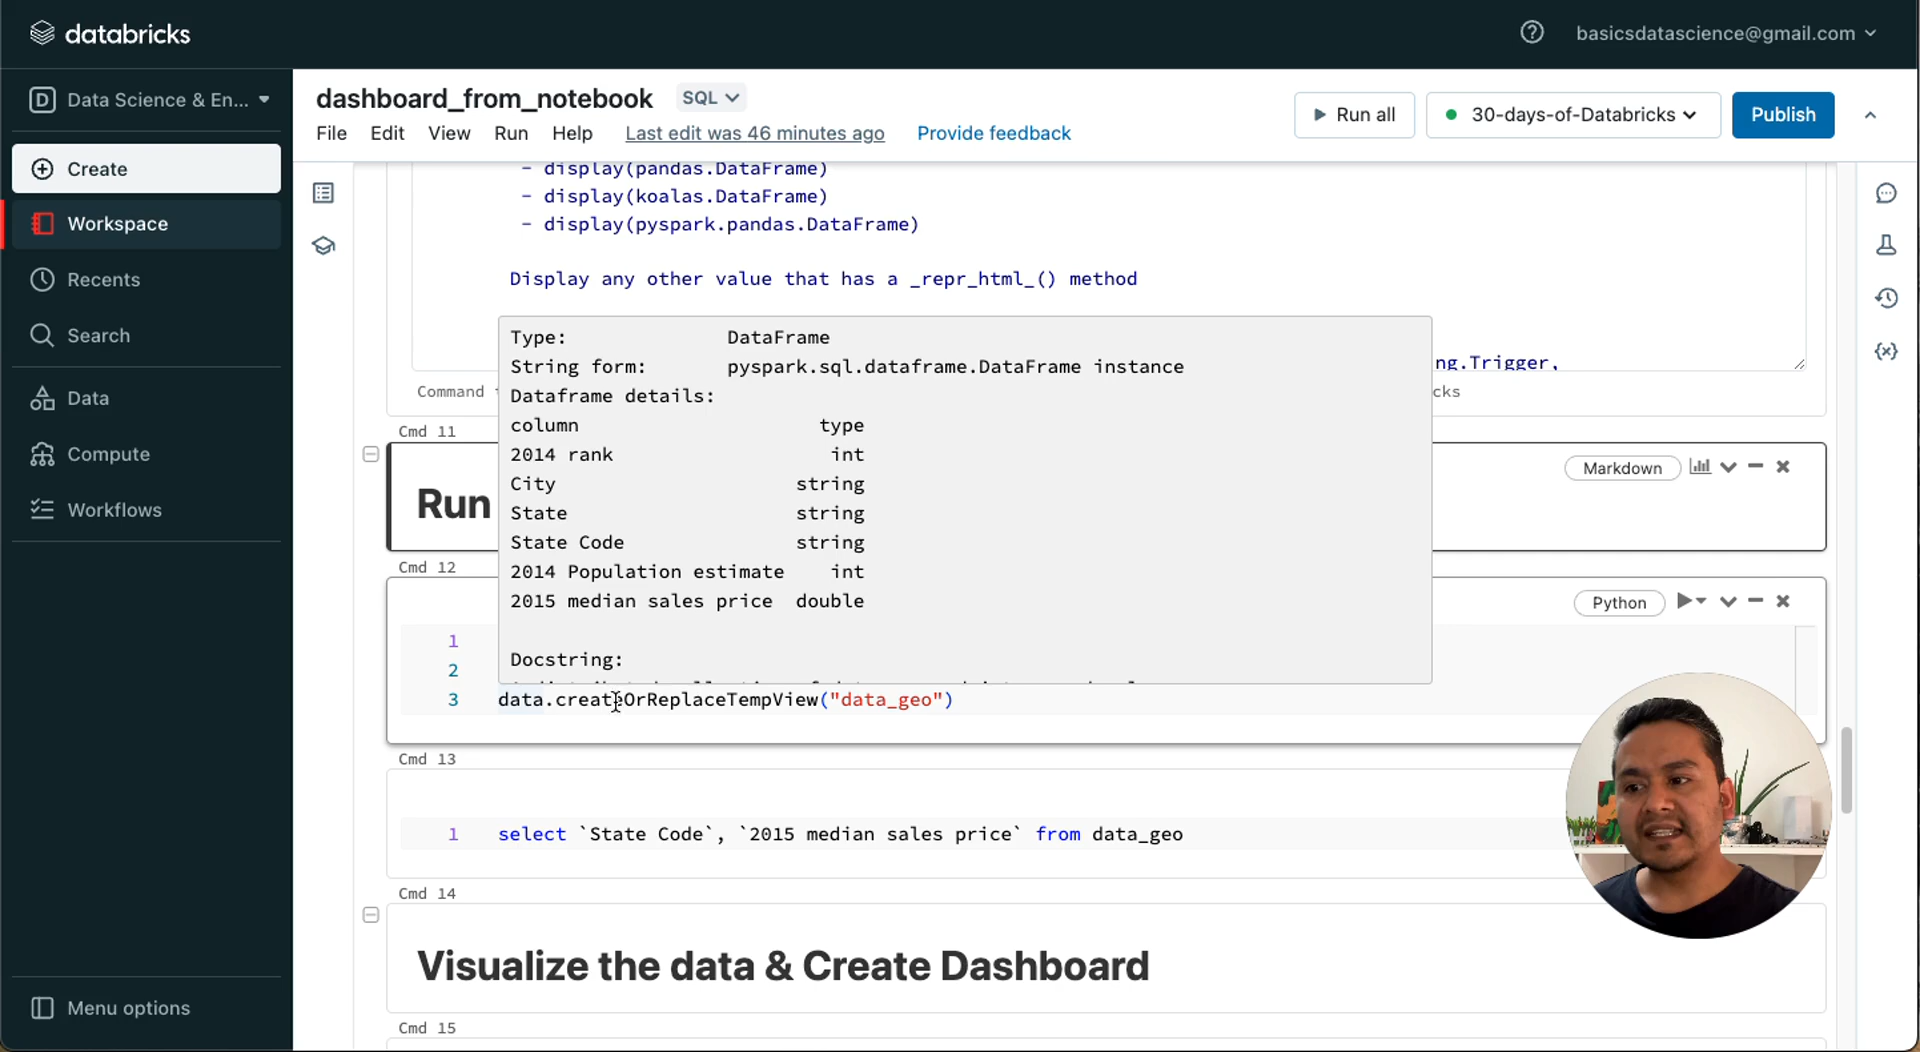 databricks
basicsdatascience@gmail.com
D Data Science & En...
Create
Workspace
Recents
Search
Data
Compute
Workflows
Menu options
dashboard_from_notebook SQL
File Edit View Run Help Last edit was 46 minutes ago Provide feedback
Run all
30-days-of-Databricks
Publish
- display(pandas.DataFrame)
- display(koalas.DataFrame)
- display(pyspark.pandas.DataFrame)
Display any other value that has a _repr_html_() method
ng.Trigger,
Command
cks
Type: DataFrame
String form: pyspark.sql.dataframe.DataFrame instance
Dataframe details:
column type
2014 rank int
City string
State string
State Code string
2014 Population estimate int
2015 median sales price double
Docstring:
Cmd 11
Run
Markdown
Cmd 12
Python
1
2
3 data.createOrReplaceTempView("data_geo")
Cmd 13
1 select `State Code`, `2015 median sales price` from data_geo
Cmd 14
Visualize the data & Create Dashboard
Cmd 15